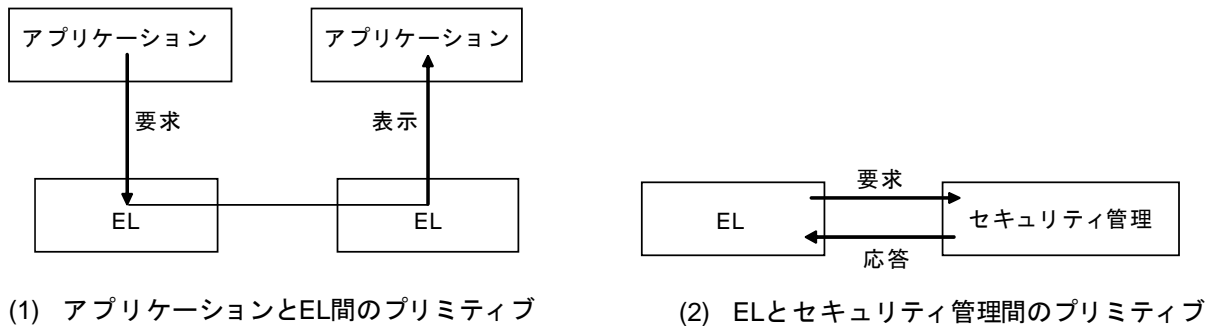 アプリケーション
アプリケーション
要求
表示
EL
EL
要求
EL
セキュリティ管理
応答
(1) アプリケーションとEL間のプリミティブ
(2) ELとセキュリティ管理間のプリミティブ